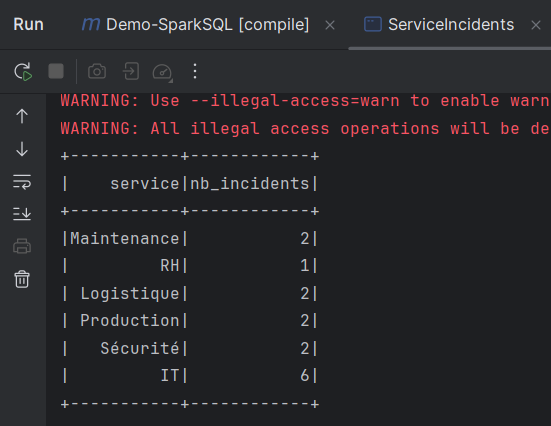 Run Demo-SparkSQL [compile] ServiceIncidents
WARNING: Use --illegal-access=warn to enable warn
WARNING: All illegal access operations will be de
+-----------+------------+
|    service|nb_incidents|
+-----------+------------+
|Maintenance|           2|
|         RH|           1|
| Logistique|           2|
| Production|           2|
|   Sécurité|           2|
|         IT|           6|
+-----------+------------+